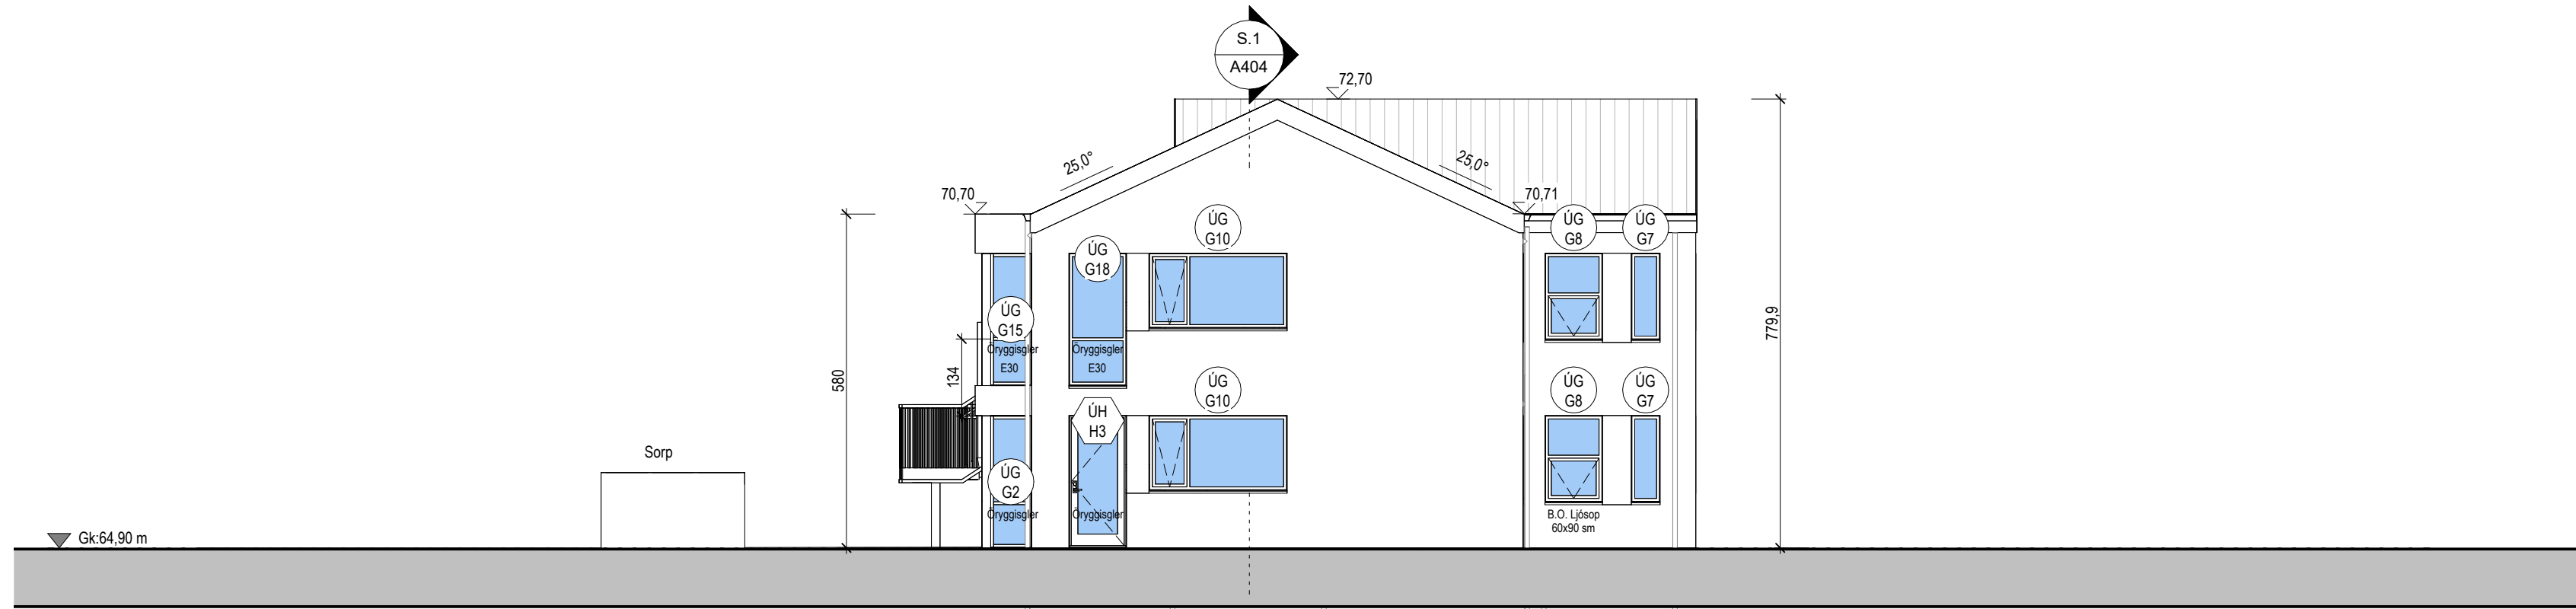 S.1
A404
72,70
25,0°
25,0°
70,70
70,71
ÚG
G10
ÚG
G8
ÚG
G7
ÚG
G18
ÚG
G15
Öryggisgler
E30
Öryggisgler
E30
779,9
580
134
ÚG
G10
ÚG
G8
ÚG
G7
ÚH
H3
Sorp
ÚG
G2
Öryggisgler
Öryggisgler
B.O. Ljósop
60x90 sm
Gk:64,90 m